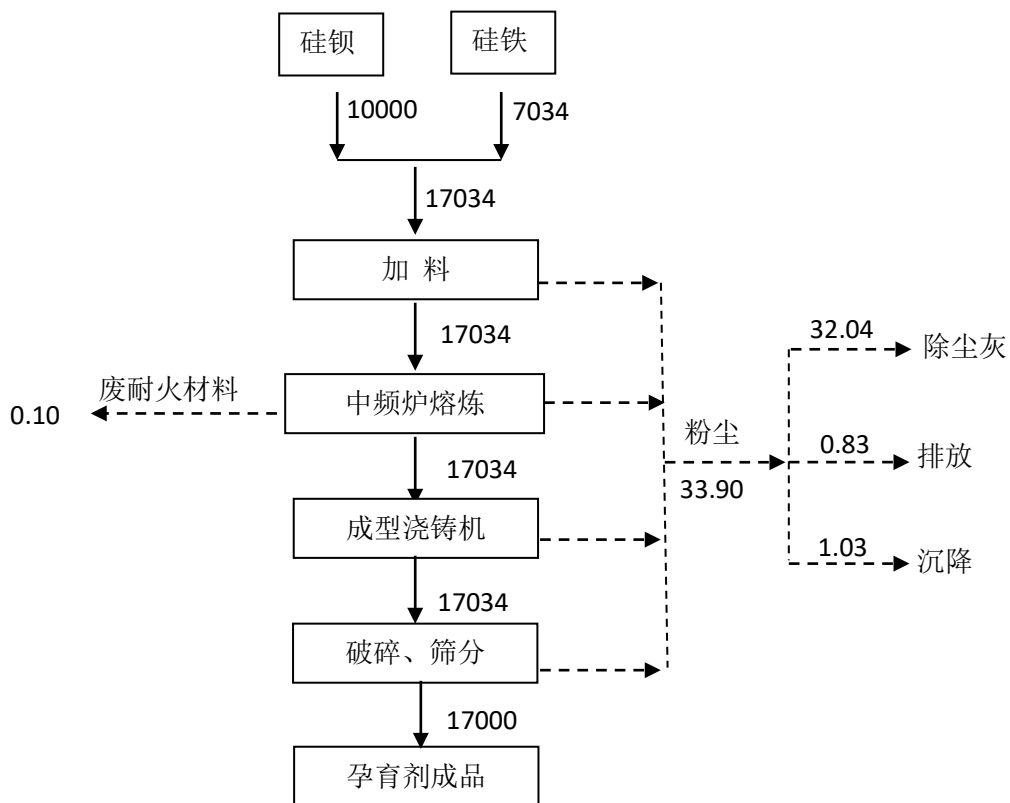 硅钡
硅铁
10000
7034
17034
加 料
17034
32.04
除尘灰
废耐火材料
0.10
中频炉熔炼
粉尘
33.90
0.83
排放
17034
成型浇铸机
1.03
沉降
17034
破碎、筛分
17000
孕育剂成品